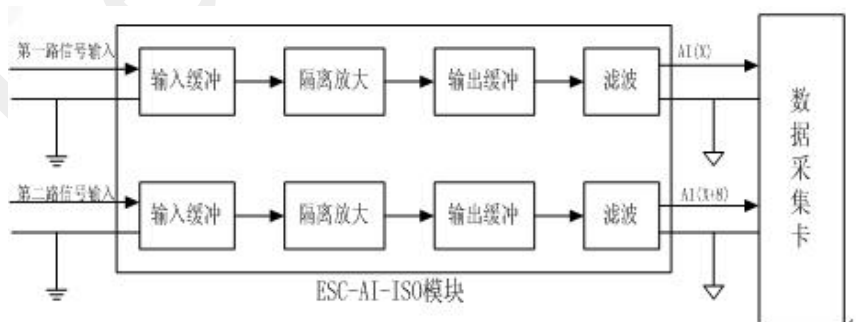 第一路信号输入
输入缓冲
隔离放大
输出缓冲
滤波
AI(X)
第二路信号输入
输入缓冲
隔离放大
输出缓冲
滤波
AI(X+8)
ESC-AI-ISO模块
数据采集卡